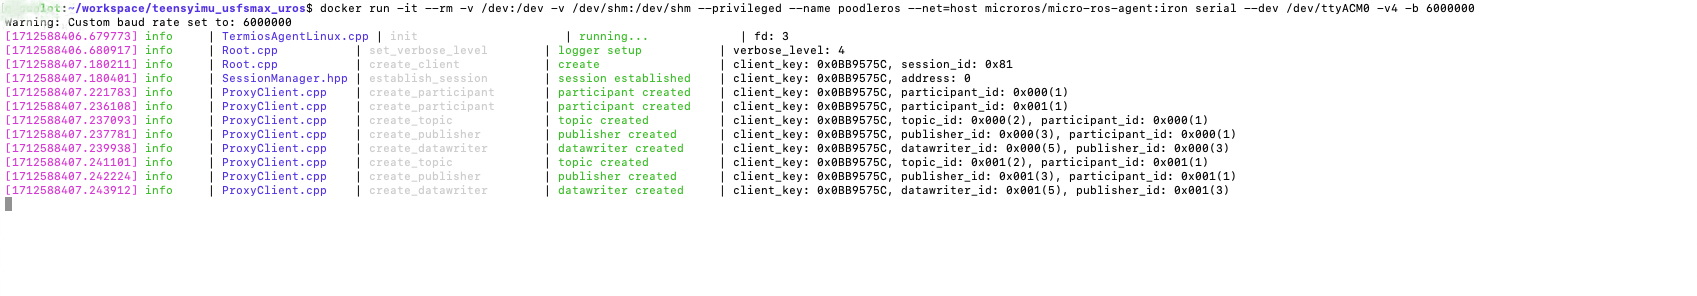 :~/workspace/teensyimu_usfsmax_uros$ docker run -it --rm -v /dev:/dev -v /dev/shm:/dev/shm --privileged --name poodleros --net=host microros/micro-ros-agent:iron serial --dev /dev/ttyACM0 -v4 -b 6000000
Warning: Custom baud rate set to: 6000000
[1712588406.679773] info | TermiosAgentLinux.cpp | init | running... | fd: 3
[1712588406.680917] info | Root.cpp | set_verbose_level | logger setup | verbose_level: 4
[1712588407.180211] info | Root.cpp | create_client | create | client_key: 0x0BB9575C, session_id: 0x81
[1712588407.180401] info | SessionManager.hpp | establish_session | session established | client_key: 0x0BB9575C, address: 0
[1712588407.221783] info | ProxyClient.cpp | create_participant | participant created | client_key: 0x0BB9575C, participant_id: 0x000(1)
[1712588407.236108] info | ProxyClient.cpp | create_participant | participant created | client_key: 0x0BB9575C, participant_id: 0x001(1)
[1712588407.237093] info | ProxyClient.cpp | create_topic | topic created | client_key: 0x0BB9575C, topic_id: 0x000(2), participant_id: 0x000(1)
[1712588407.237781] info | ProxyClient.cpp | create_publisher | publisher created | client_key: 0x0BB9575C, publisher_id: 0x000(3), participant_id: 0x000(1)
[1712588407.239938] info | ProxyClient.cpp | create_datawriter | datawriter created | client_key: 0x0BB9575C, datawriter_id: 0x000(5), publisher_id: 0x000(3)
[1712588407.241101] info | ProxyClient.cpp | create_topic | topic created | client_key: 0x0BB9575C, topic_id: 0x001(2), participant_id: 0x001(1)
[1712588407.242224] info | ProxyClient.cpp | create_publisher | publisher created | client_key: 0x0BB9575C, publisher_id: 0x001(3), participant_id: 0x001(1)
[1712588407.243912] info | ProxyClient.cpp | create_datawriter | datawriter created | client_key: 0x0BB9575C, datawriter_id: 0x001(5), publisher_id: 0x001(3)